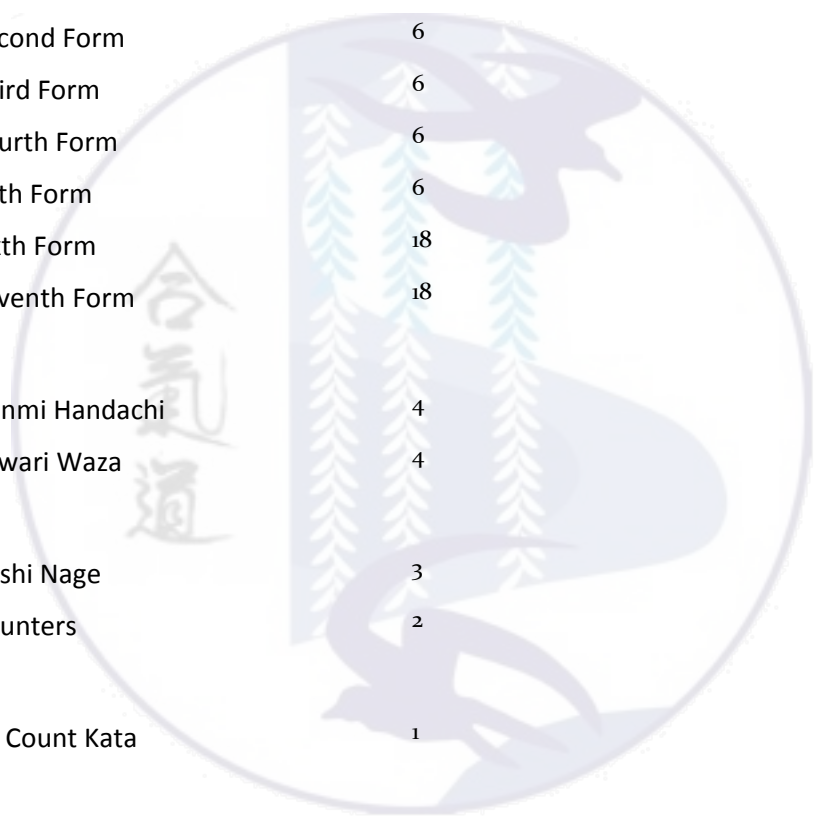 cond Form 6
ird Form 6
urth Form 6
th Form 6
th Form 18
venth Form 18
nmi Handachi 4
wari Waza 4
shi Nage 3
unters 2
Count Kata 1
合氣道